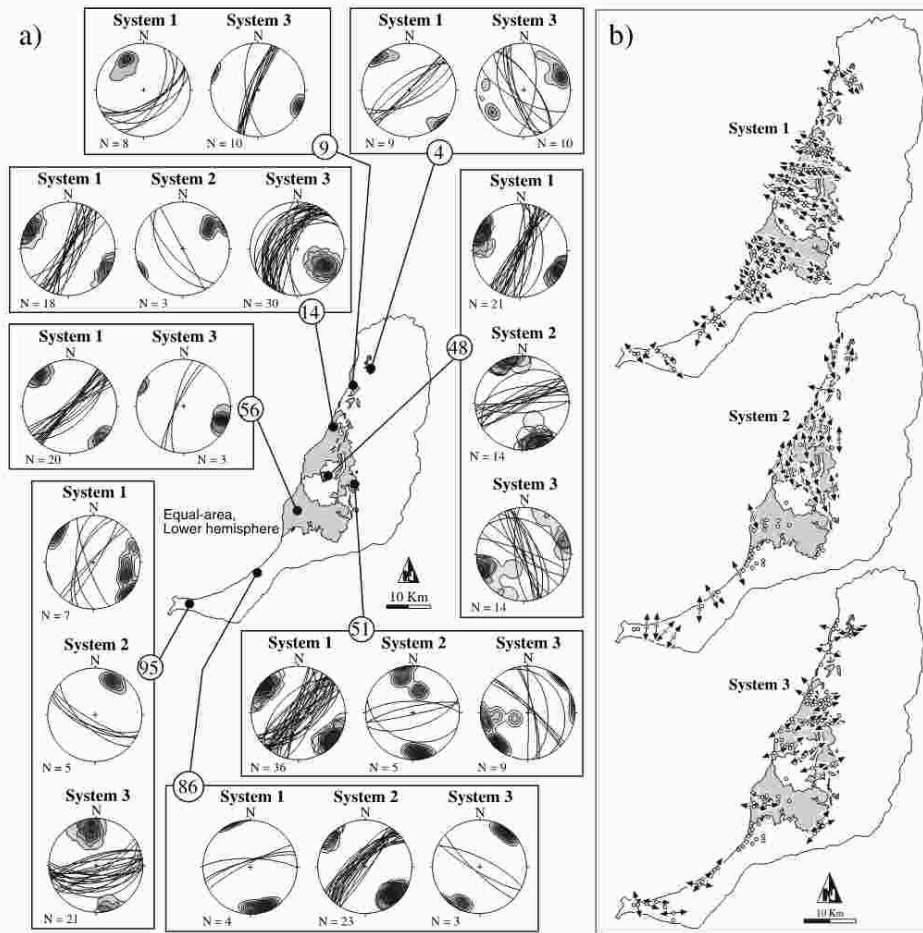 a)
System 1
System 3
N
N
N = 8
N = 10
9
System 1
System 3
N
N
N = 9
N = 10
4
System 1
System 2
System 3
N
N
N
N = 18
N = 3
N = 30
14
System 1
N
N = 21
System 2
N
N = 14
System 3
N
N = 14
48
System 1
System 3
N
N
N = 20
N = 3
56
Equal-area,
Lower hemisphere
N
10 Km
System 1
N
N = 7
System 2
N
N = 5
System 3
N
N = 21
95
51
System 1
System 2
System 3
N
N
N
N = 36
N = 5
N = 9
86
System 1
System 2
System 3
N
N
N
N = 4
N = 23
N = 3
b)
System 1
System 2
System 3
N
10 Km